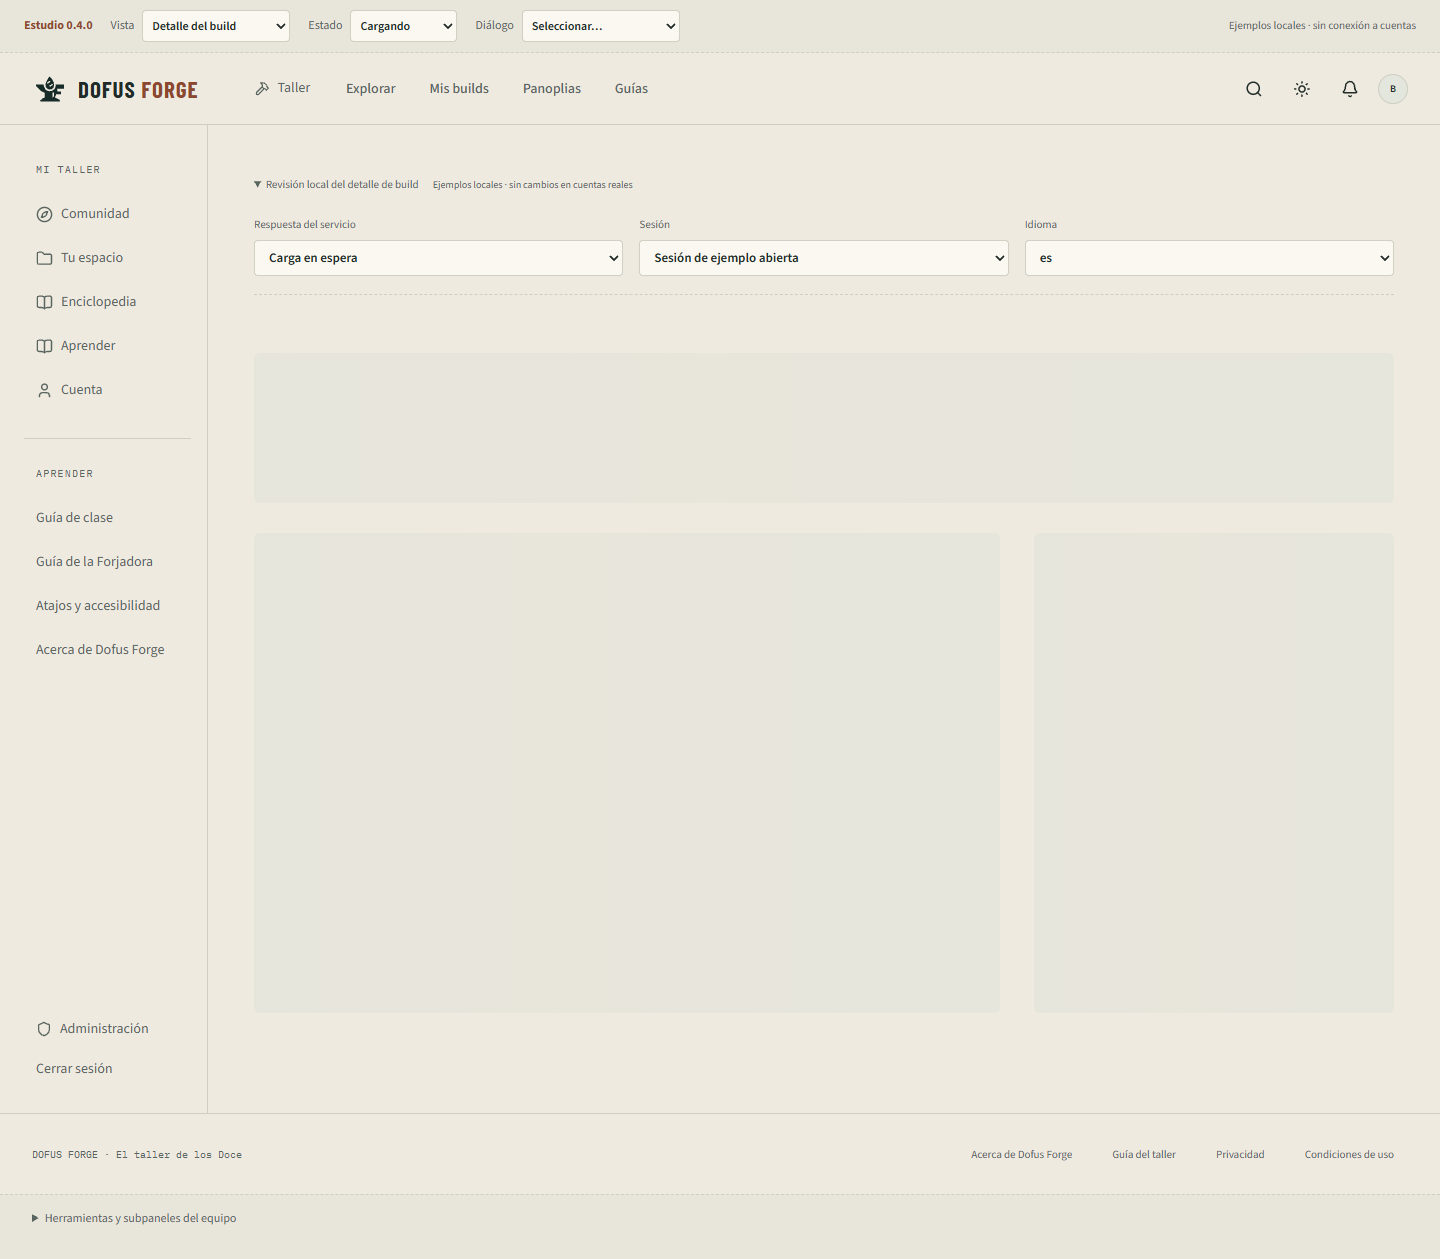 Estudio 0.4.0 Vista Detalle del build Estado Cargando Diálogo Seleccionar... Ejemplos locales · sin conexión a cuentas
DOFUS FORGE Taller Explorar Mis builds Panoplias Guías B
MI TALLER
Comunidad
Tu espacio
Enciclopedia
Aprender
Cuenta
APRENDER
Guía de clase
Guía de la Forjadora
Atajos y accesibilidad
Acerca de Dofus Forge
Administración
Cerrar sesión
Revisión local del detalle de build Ejemplos locales · sin cambios en cuentas reales
Respuesta del servicio Sesión Idioma
Carga en espera Sesión de ejemplo abierta es
DOFUS FORGE · El taller de los Doce Acerca de Dofus Forge Guía del taller Privacidad Condiciones de uso
Herramientas y subpaneles del equipo